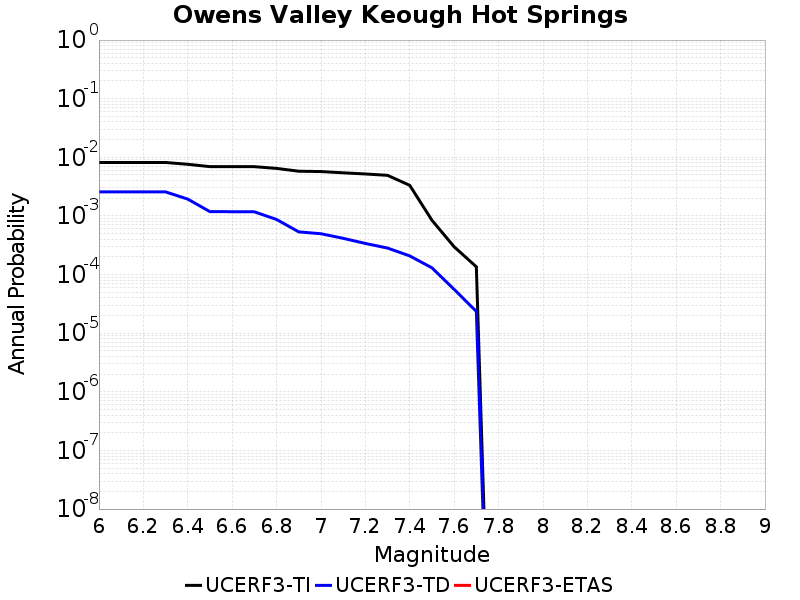 Owens Valley Keough Hot Springs
10^0
10^-1
10^-2
10^-3
10^-4
10^-5
10^-6
10^-7
10^-8
Annual Probability
6 6.2 6.4 6.6 6.8 7 7.2 7.4 7.6 7.8 8 8.2 8.4 8.6 8.8 9
Magnitude
UCERF3-TI UCERF3-TD UCERF3-ETAS